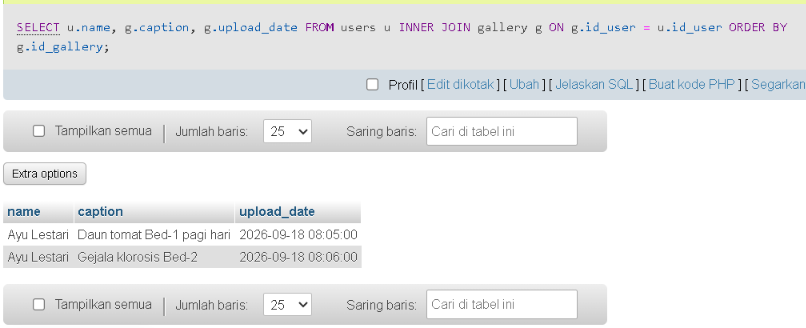 SELECT u.name, g.caption, g.upload_date FROM users u INNER JOIN gallery g ON g.id_user = u.id_user ORDER BY
g.id_gallery;
Profil [ Edit dikotak ] [ Ubah ] [ Jelaskan SQL ] [ Buat kode PHP ] [ Segarkan
Tampilkan semua | Jumlah baris: 25 Saring baris: Cari di tabel ini
Extra options
name caption upload_date
Ayu Lestari Daun tomat Bed-1 pagi hari 2026-09-18 08:05:00
Ayu Lestari Gejala klorosis Bed-2 2026-09-18 08:06:00
Tampilkan semua | Jumlah baris: 25 Saring baris: Cari di tabel ini